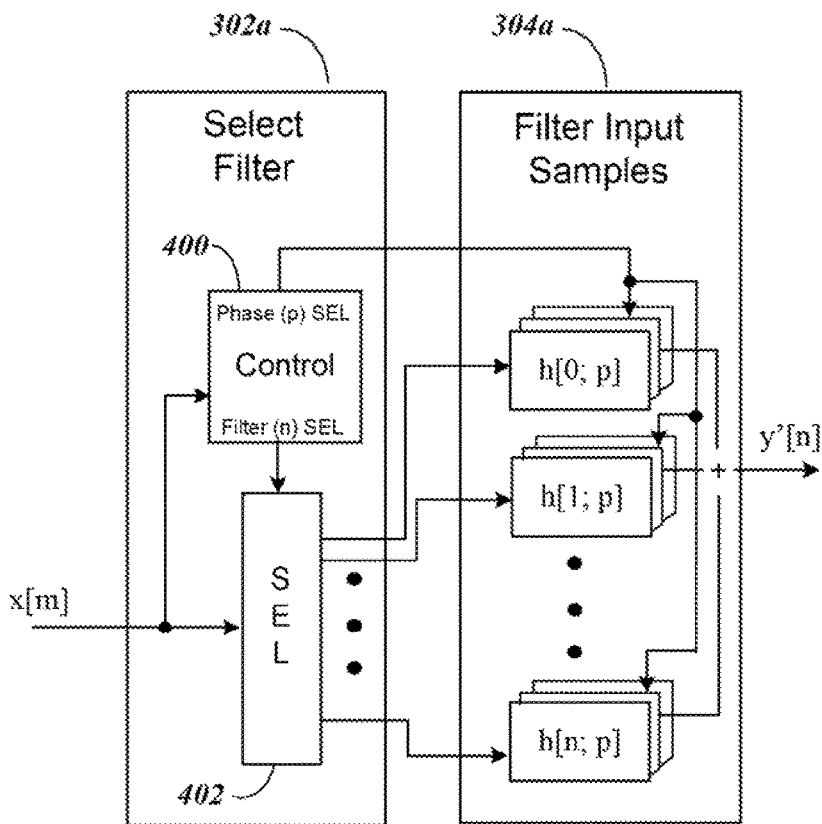 302a
304a
Select
Filter
Filter Input
Samples
400
Phase (p) SEL
Control
Filter (n) SEL
h[0; p]
h[1; p]
y'[n]
+
x[m]
S
E
L
h[n; p]
402